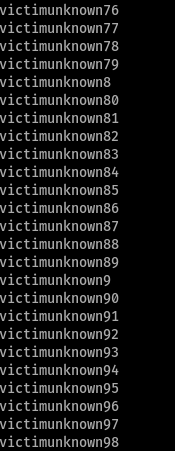 victimunknown76
victimunknown77
victimunknown78
victimunknown79
victimunknown8
victimunknown80
victimunknown81
victimunknown82
victimunknown83
victimunknown84
victimunknown85
victimunknown86
victimunknown87
victimunknown88
victimunknown89
victimunknown9
victimunknown90
victimunknown91
victimunknown92
victimunknown93
victimunknown94
victimunknown95
victimunknown96
victimunknown97
victimunknown98